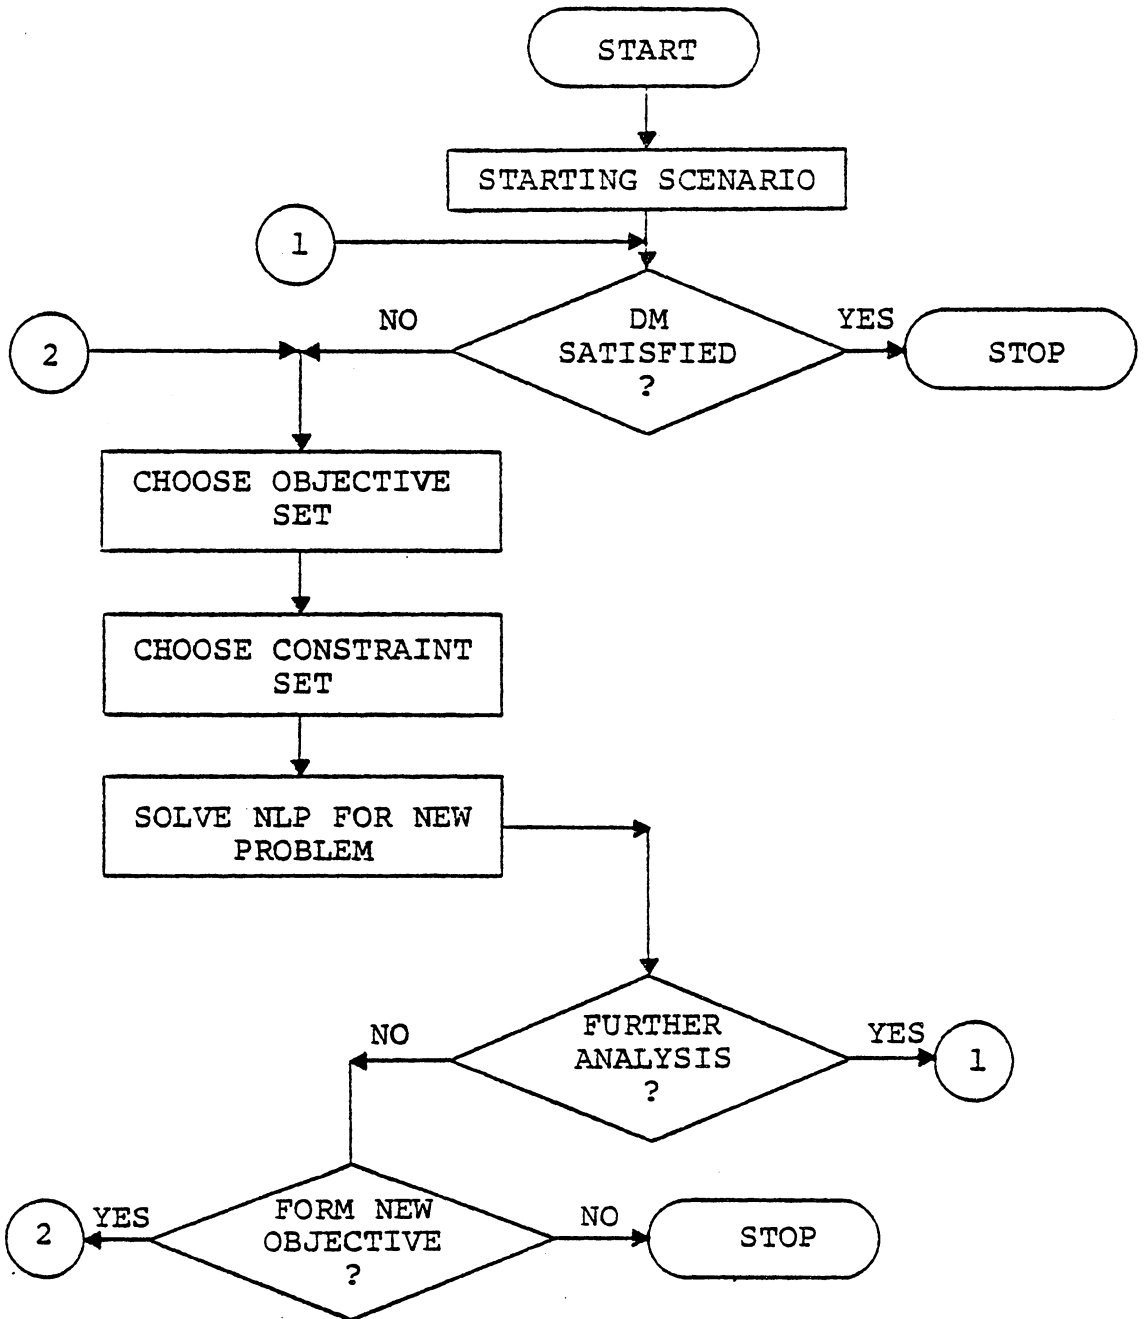 START
STARTING SCENARIO
1
NO
DM
SATISFIED
?
YES
STOP
2
CHOOSE OBJECTIVE
SET
CHOOSE CONSTRAINT
SET
SOLVE NLP FOR NEW
PROBLEM
NO
FURTHER
ANALYSIS
?
YES
1
2
YES
FORM NEW
OBJECTIVE
?
NO
STOP